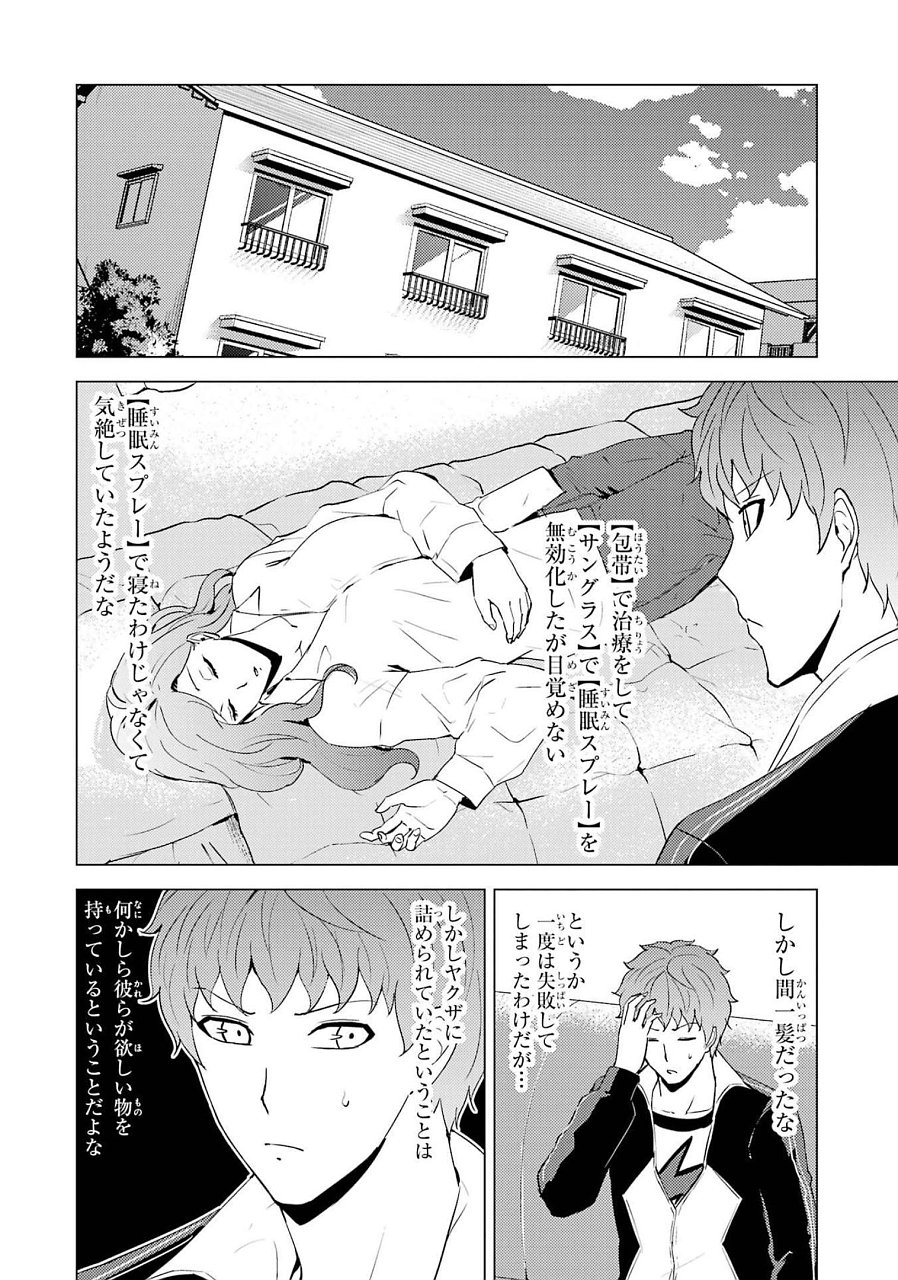 【包帯】で治療をして
【サングラス】で【睡眠スプレー】を
無効化したが目覚めない
【睡眠スプレー】で寝たわけじゃなくて
気絶していたようだな
しかし間一髪だったな
というか
一度は失敗して
しまったわけだが…
しかしヤクザに
詰められていたということは
何かしら彼らが欲しい物を
持っているということだよな